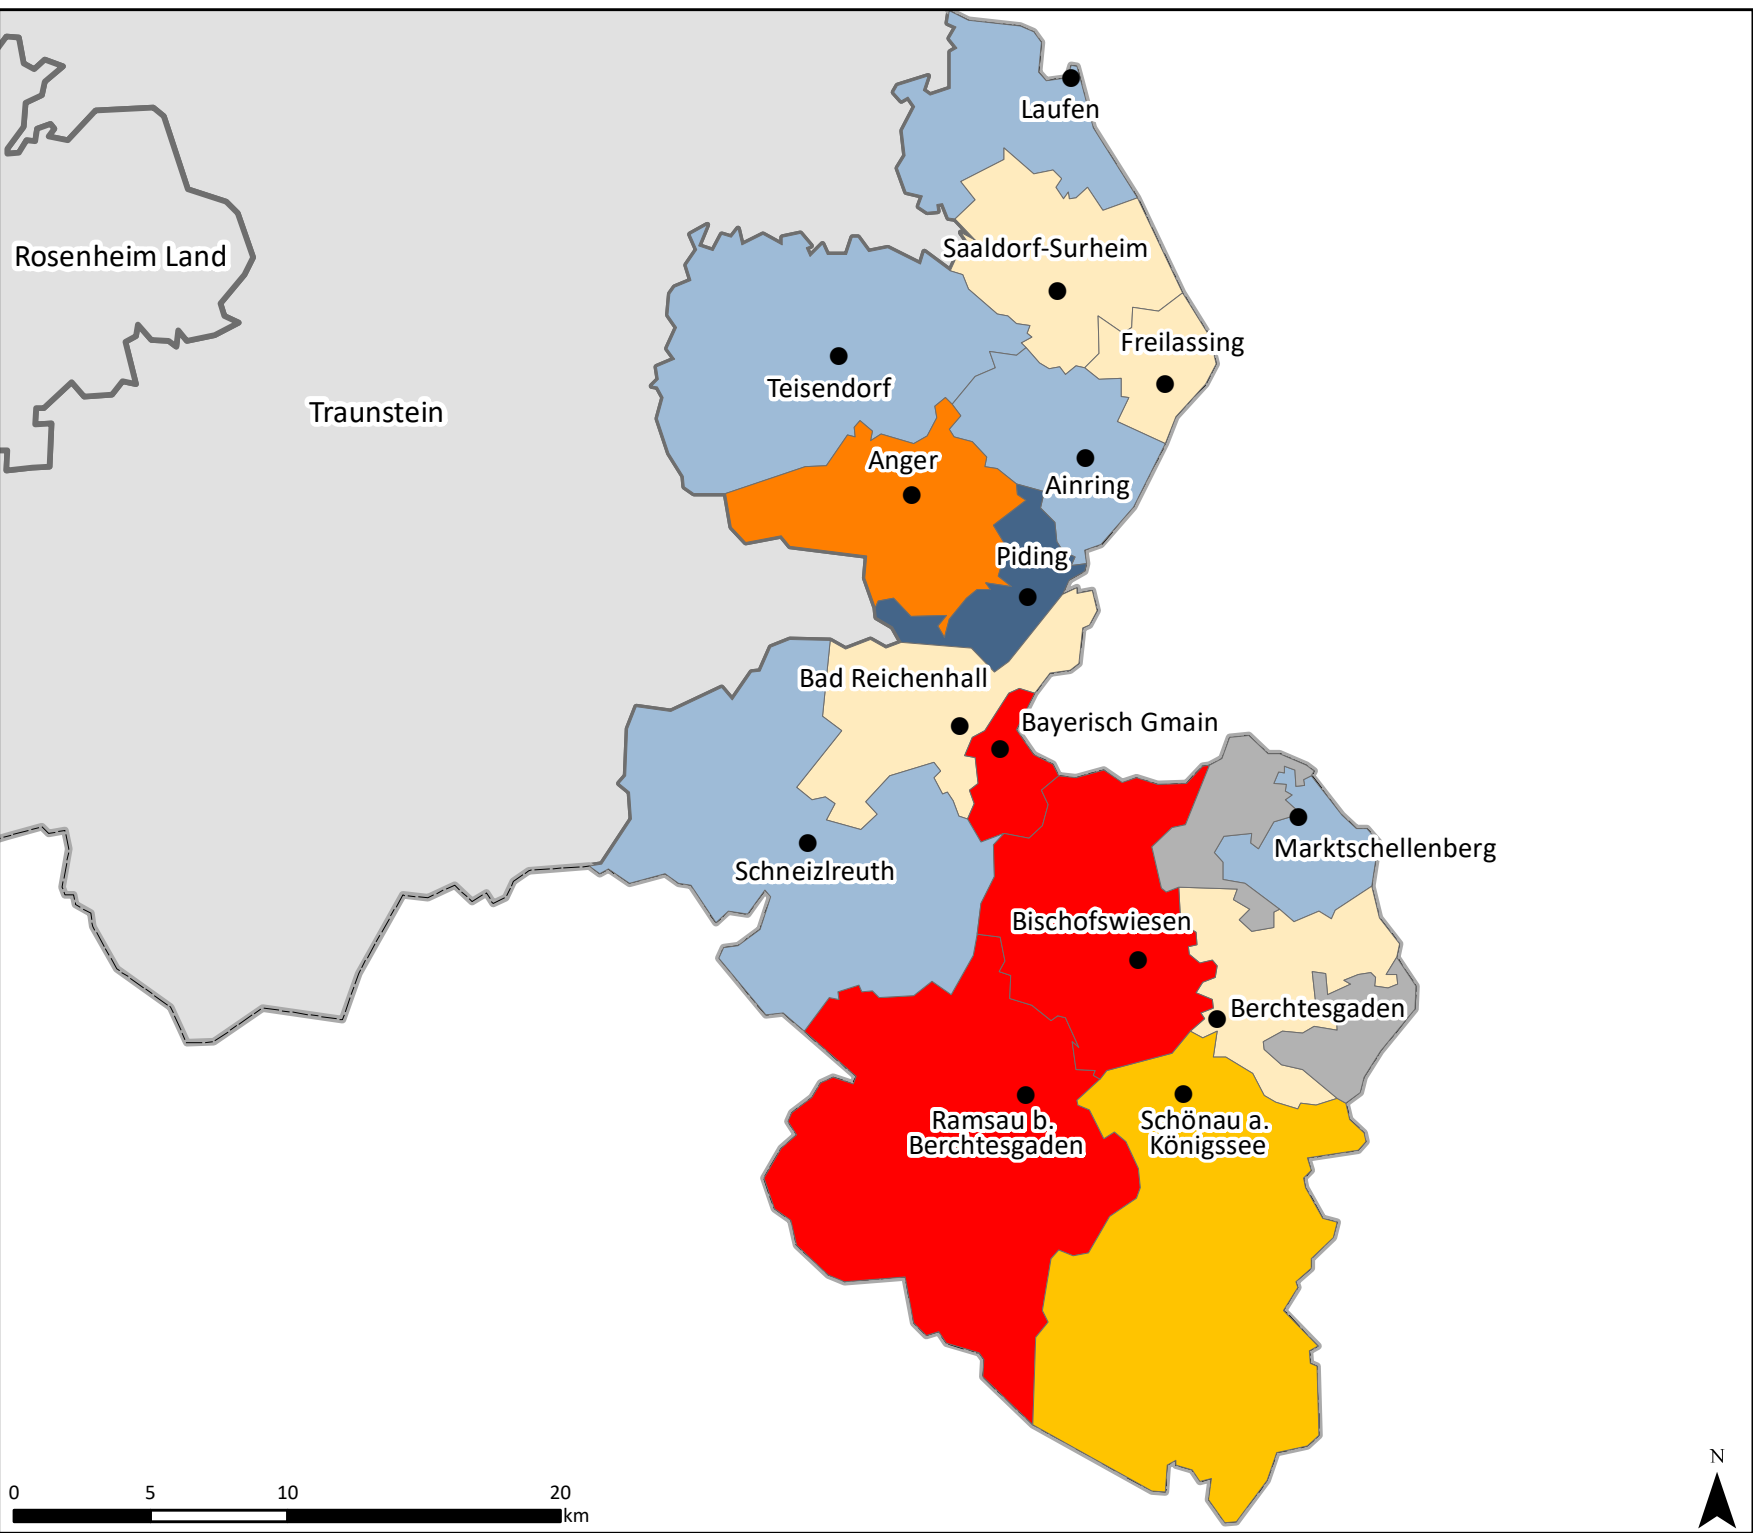 Laufen
Rosenheim Land
Saaldorf-Surheim
Freilassing
Teisendorf
Traunstein
Anger
Ainring
Piding
Bad Reichenhall
Bayerisch Gmain
Marktschellenberg
Schneizlreuth
Bischofswiesen
Berchtesgaden
Ramsau b.
Berchtesgaden
Schönau a.
Königssee
N
0 5 10 20
km